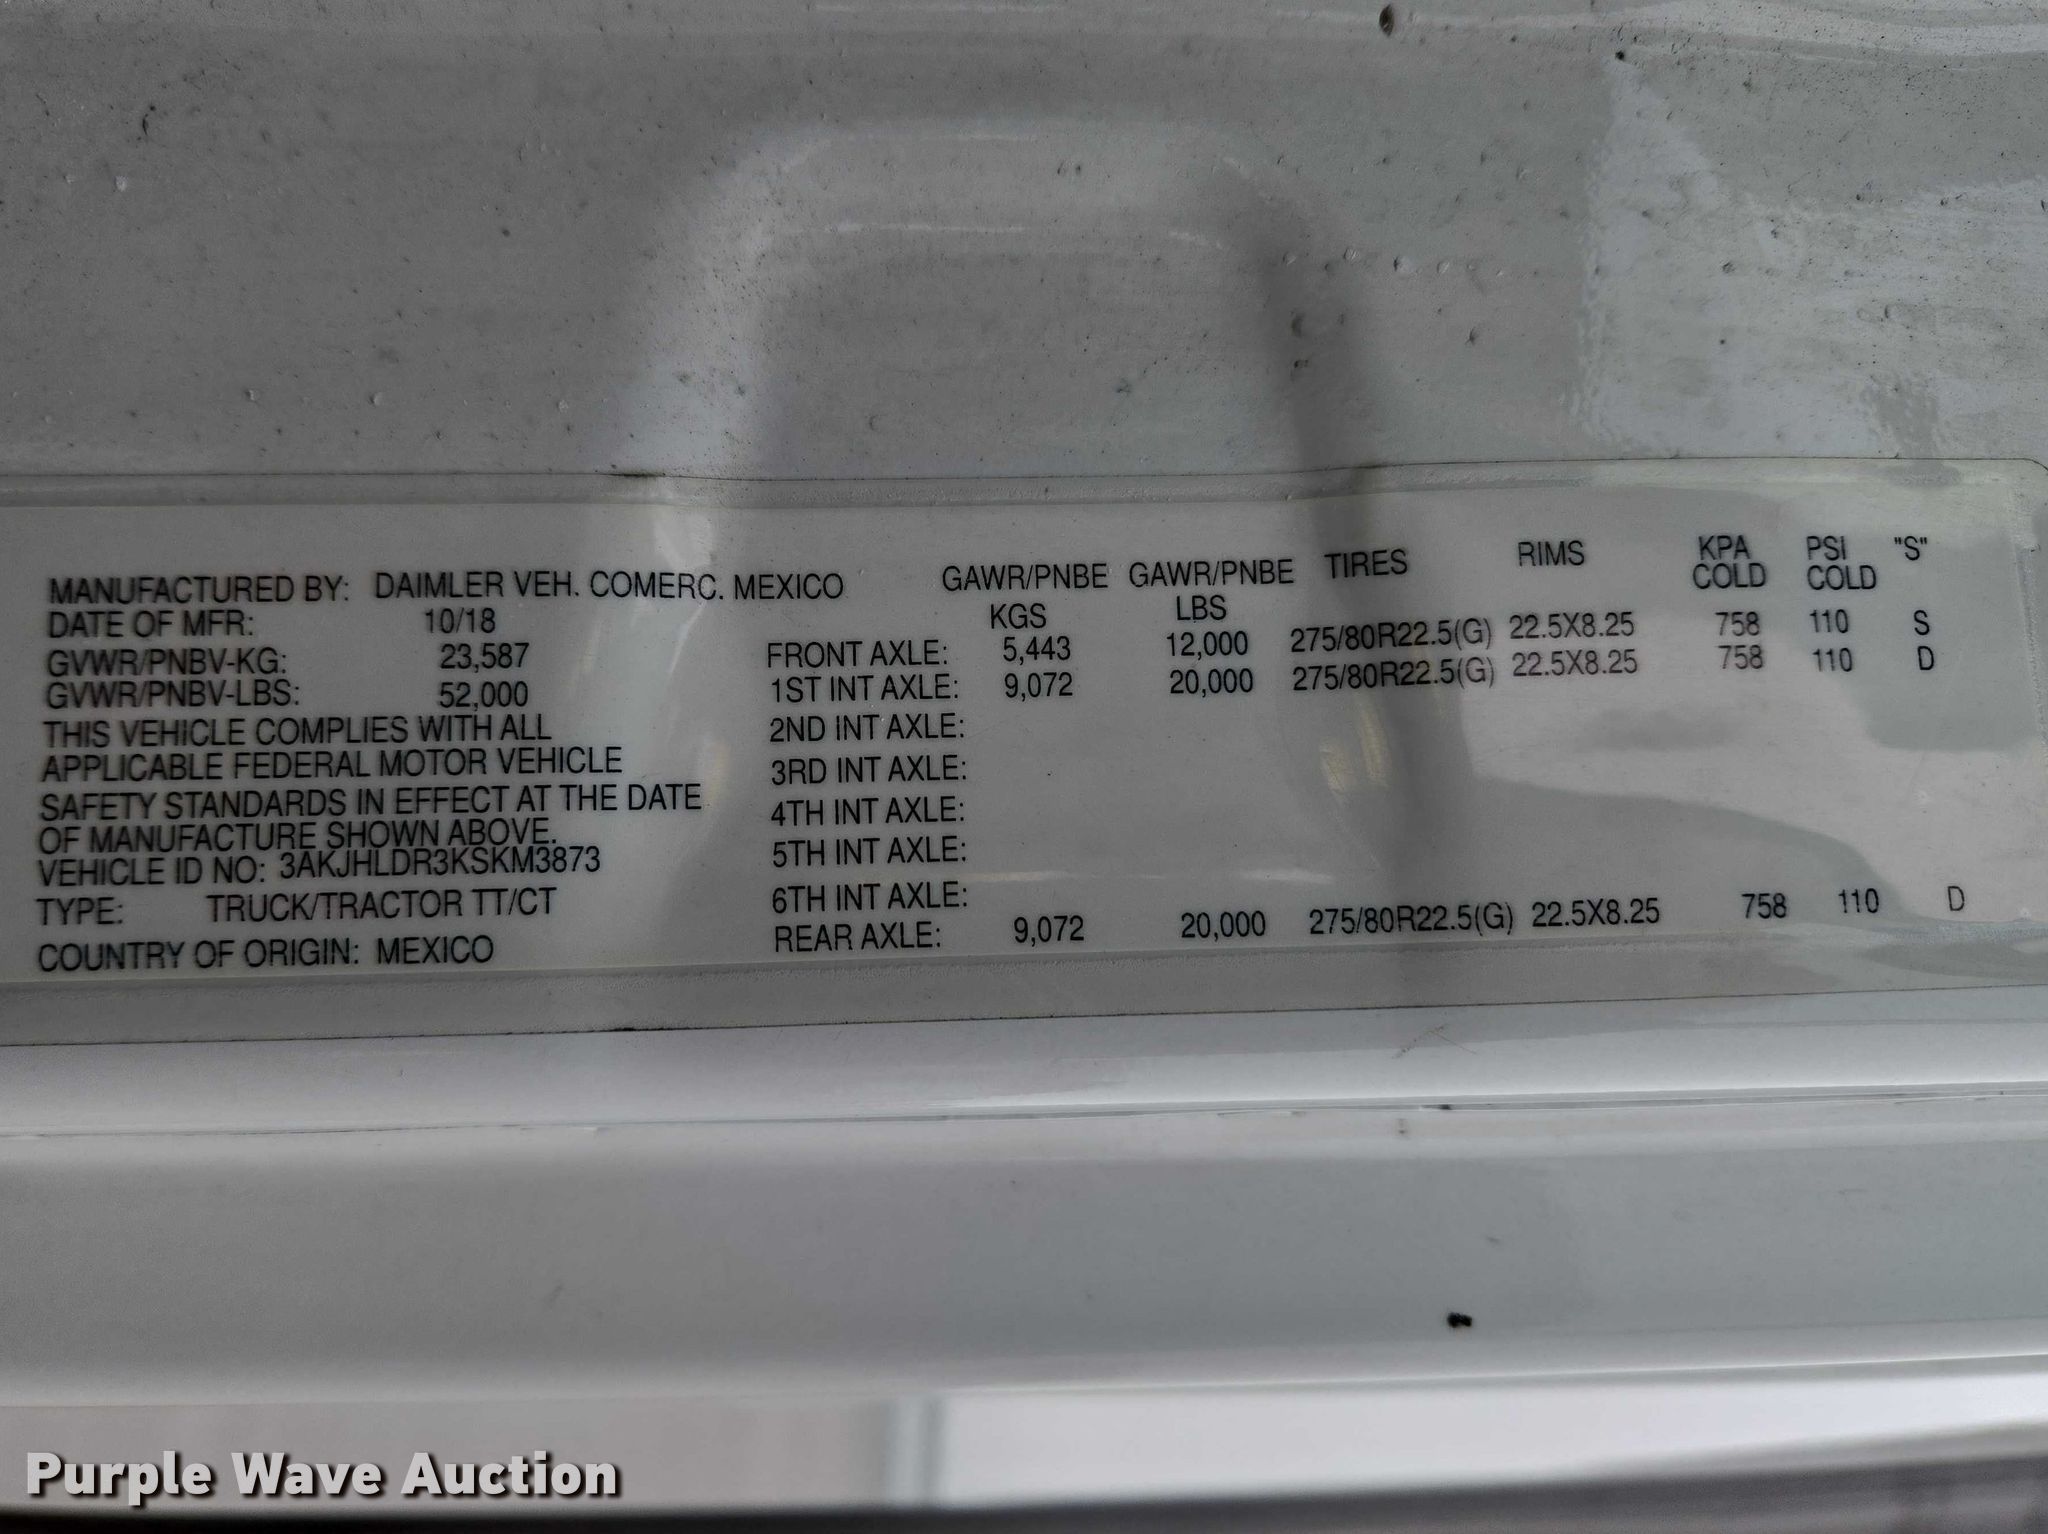 MANUFACTURED BY: DAIMLER VEH. COMERC. MEXICO
DATE OF MFR: 10/18
GVWR/PNBV-KG: 23,587
GVWR/PNBV-LBS: 52,000
THIS VEHICLE COMPLIES WITH ALL
APPLICABLE FEDERAL MOTOR VEHICLE
SAFETY STANDARDS IN EFFECT AT THE DATE
OF MANUFACTURE SHOWN ABOVE.
VEHICLE ID NO: 3AKJHLDR3KSKM3873
TYPE: TRUCK/TRACTOR TT/CT
COUNTRY OF ORIGIN: MEXICO
GAWR/PNBE GAWR/PNBE TIRES RIMS KPA PSI "S"
KGS LBS COLD COLD
FRONT AXLE: 5,443 12,000 275/80R22.5(G) 22.5X8.25 758 110 S
1ST INT AXLE: 9,072 20,000 275/80R22.5(G) 22.5X8.25 758 110 D
2ND INT AXLE:
3RD INT AXLE:
4TH INT AXLE:
5TH INT AXLE:
6TH INT AXLE:
REAR AXLE: 9,072 20,000 275/80R22.5(G) 22.5X8.25 758 110 D
Purple Wave Auction